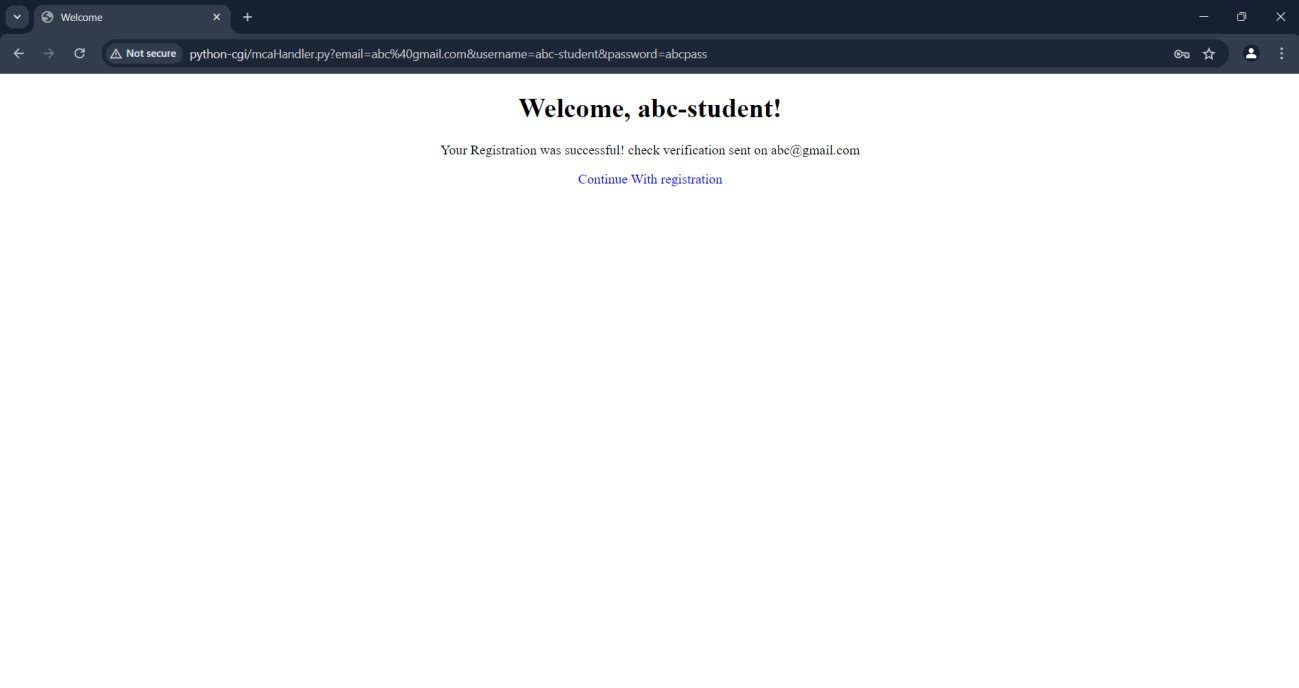 Welcome
Not secure python-cgi/mcaHandler.py?email=abc%40gmail.com&username=abc-student&password=abcpass
Welcome, abc-student!
Your Registration was successful! check verification sent on abc@gmail.com
Continue With registration